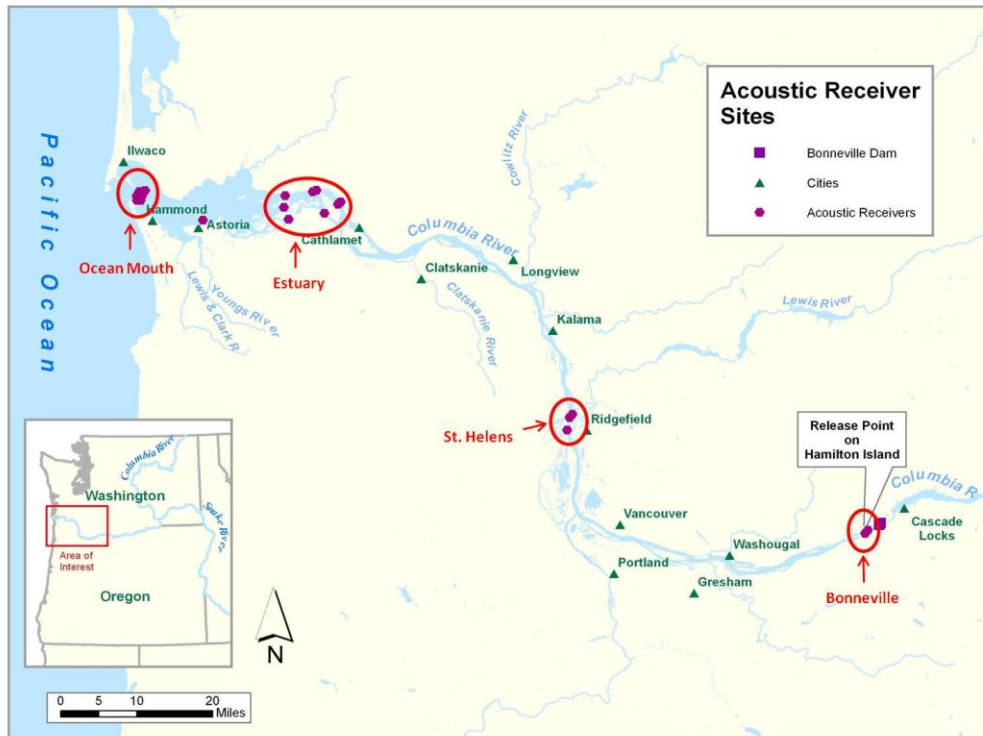 Acoustic Receiver
Sites
Bonneville Dam
Cities
Acoustic Receivers
Pacific Ocean
Ilwaco
Hammond
Astoria
Ocean Mouth
Estuary
Cathlamet
Youngs River
Lewis & Clark R
Columbia River
Clatskanie
Clatskanie River
Longview
Cowlitz River
Kalama
Lewis River
St. Helens
Ridgefield
Release Point
on
Hamilton Island
Columbia R
Cascade
Locks
Vancouver
Washougal
Portland
Gresham
Bonneville
Columbia River
Washington
Snake River
Area of
Interest
Oregon
N
0 5 10 20
Miles